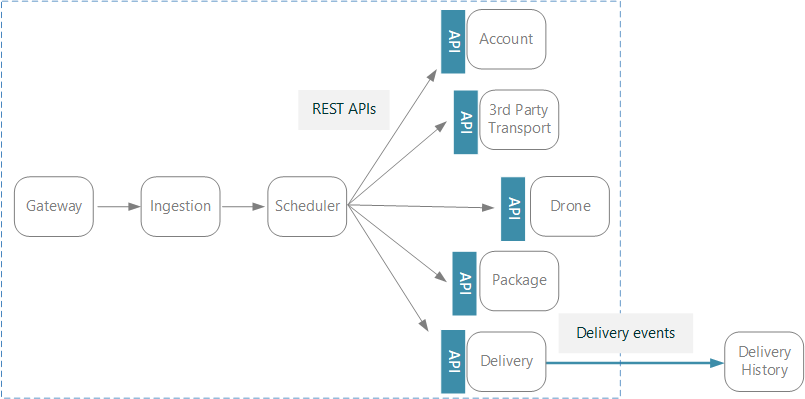 API
Account
REST APIs
API
3rd Party
Transport
Gateway
Ingestion
Scheduler
API
Drone
API
Package
Delivery events
API
Delivery
Delivery
History